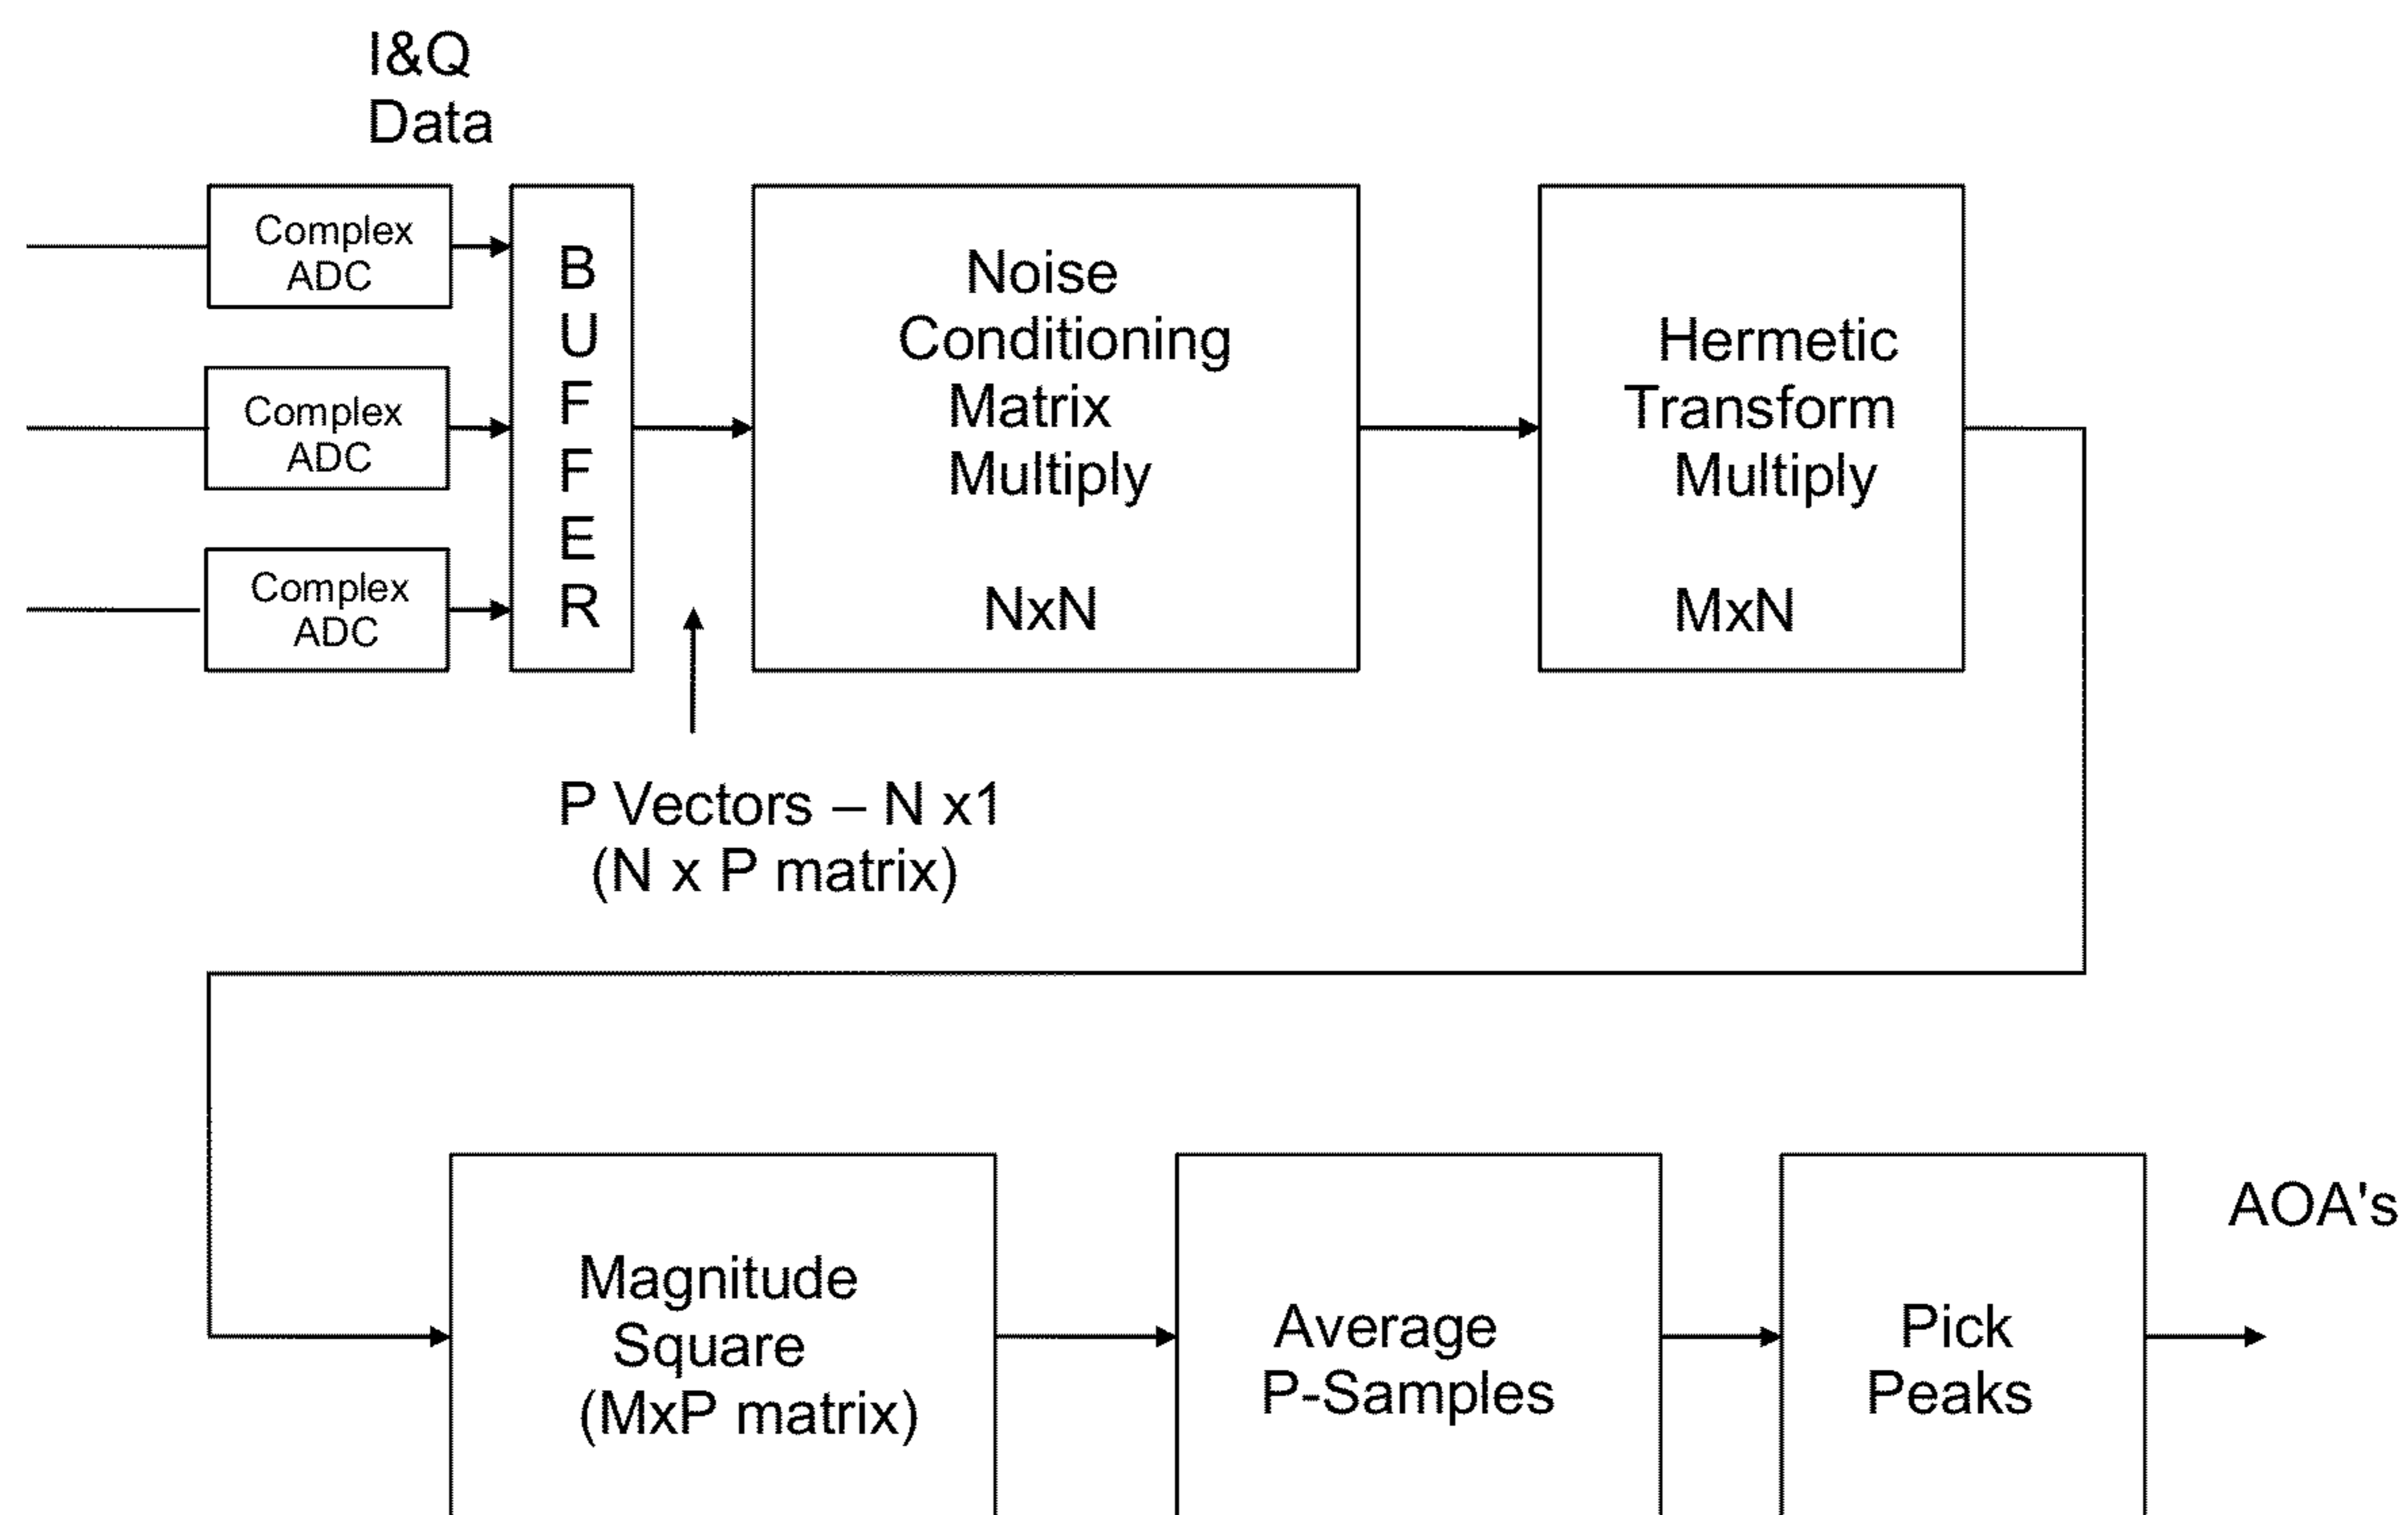 I&Q
Data
Complex
ADC
Complex
ADC
Complex
ADC
B
U
F
F
E
R
Noise
Conditioning
Matrix
Multiply
NxN
Hermetic
Transform
Multiply
MxN
P Vectors – N x1
(N x P matrix)
Magnitude
Square
(MxP matrix)
Average
P-Samples
Pick
Peaks
AOA's